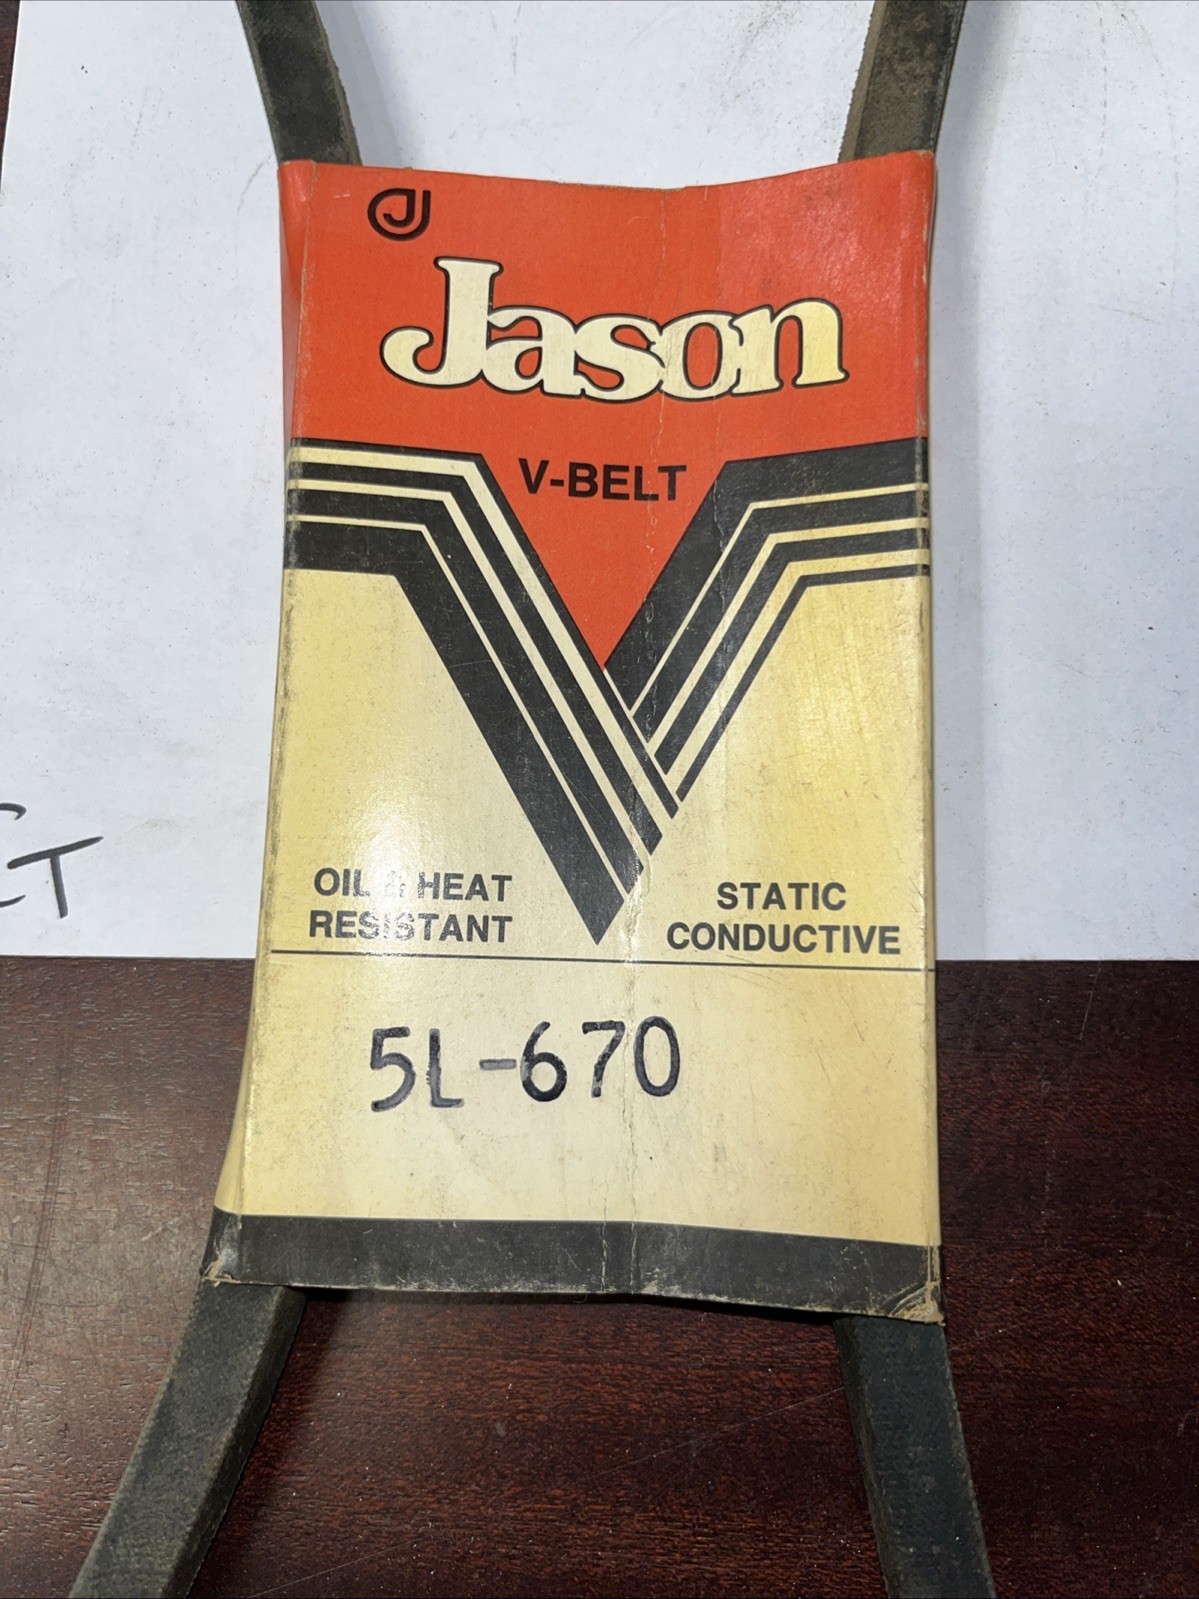 Jason
V-BELT
OIL & HEAT
RESISTANT
STATIC
CONDUCTIVE
5L-670